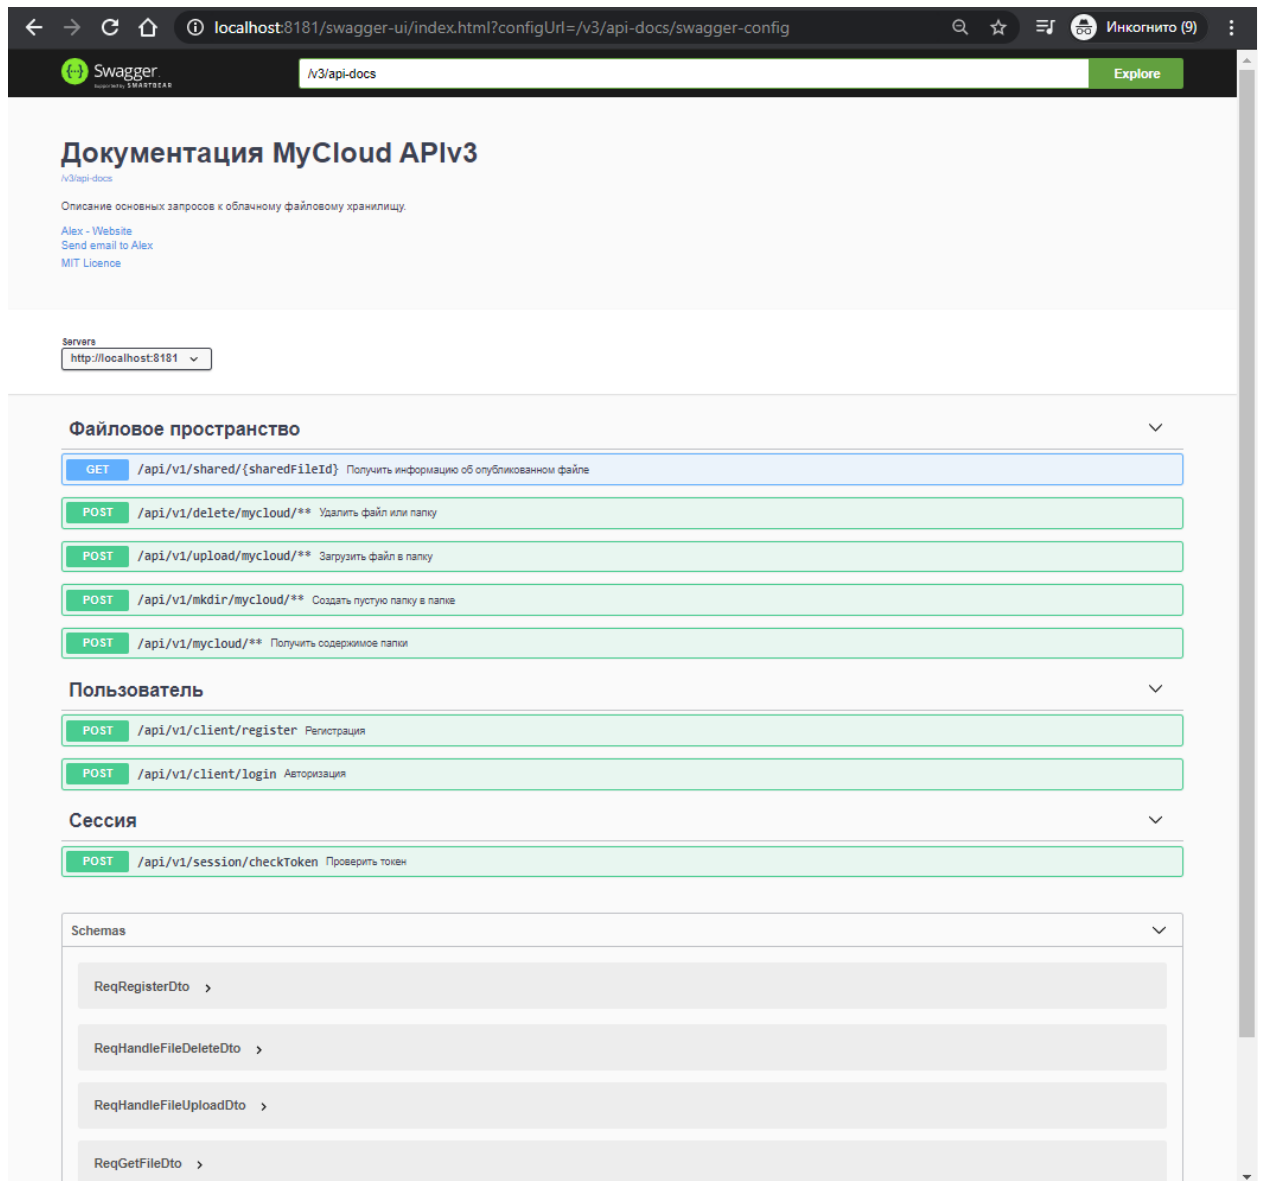 localhost:8181/swagger-ui/index.html?configUrl=/v3/api-docs/swagger-config
Инкогнито (9)
Swagger.
Supported by SMARTBEAR
/v3/api-docs
Explore
Документация MyCloud APIv3
/v3/api-docs
Описание основных запросов к облачному файловому хранилищу.
Alex - Website
Send email to Alex
MIT Licence
Servers
http://localhost:8181
Файловое пространство
GET /api/v1/shared/{sharedFileId} Получить информацию об опубликованном файле
POST /api/v1/delete/mycloud/** Удалить файл или папку
POST /api/v1/upload/mycloud/** Загрузить файл в папку
POST /api/v1/mkdir/mycloud/** Создать пустую папку в папке
POST /api/v1/mycloud/** Получить содержимое папки
Пользователь
POST /api/v1/client/register Регистрация
POST /api/v1/client/login Авторизация
Сессия
POST /api/v1/session/checkToken Проверить токен
Schemas
ReqRegisterDto
ReqHandleFileDeleteDto
ReqHandleFileUploadDto
ReqGetFileDto